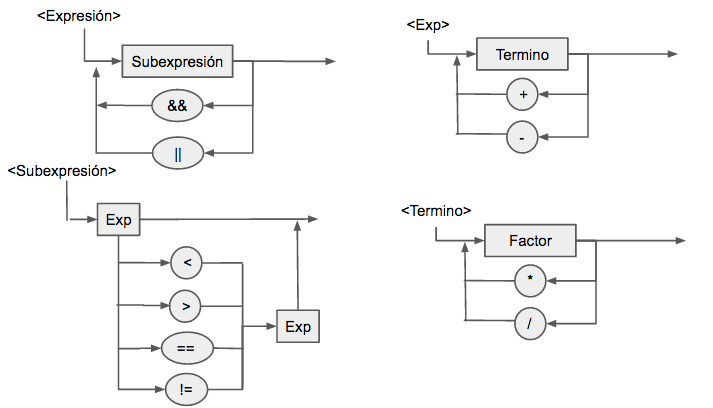 <Expresión>
Subexpresión
&&
||
<Subexpresión>
Exp
<
>
==
!=
Exp
<Exp>
Termino
+
-
<Termino>
Factor
*
/